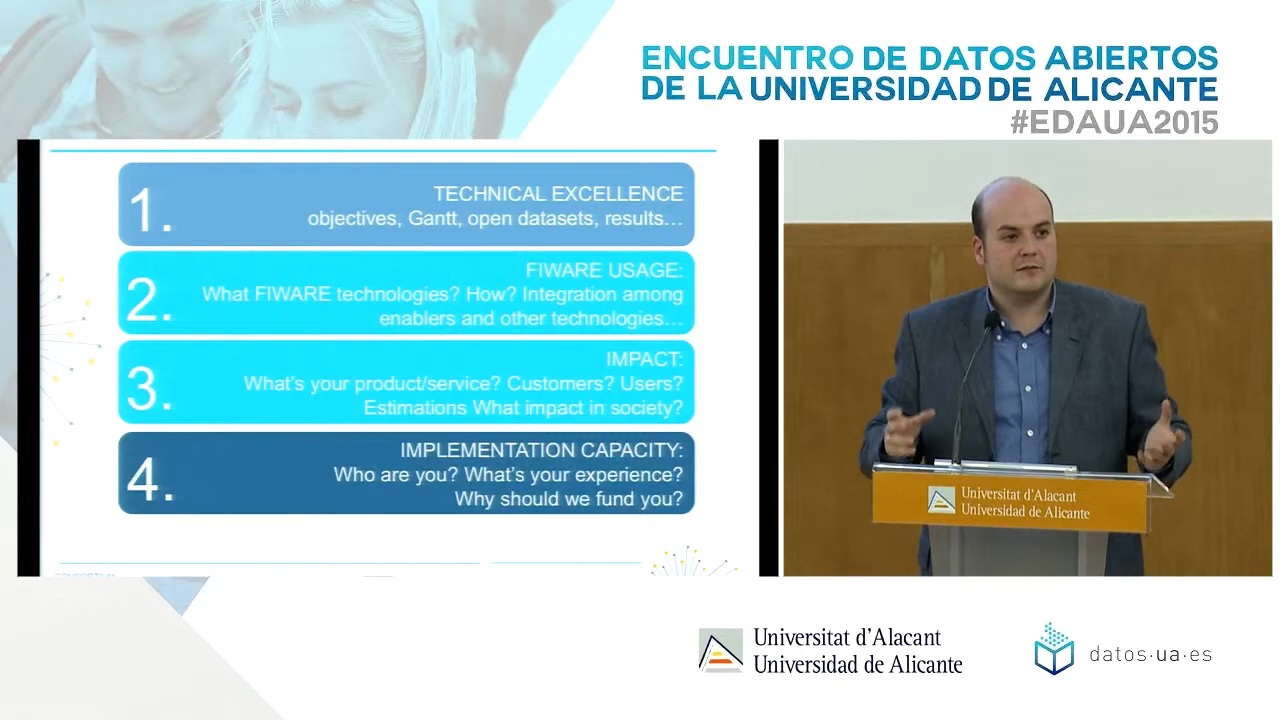 ENCUENTRO DE DATOS ABIERTOS
DE LA UNIVERSIDAD DE ALICANTE
#EDAUA2015
1.
TECHNICAL EXCELLENCE
objectives, Gantt, open datasets, results…
2.
FIWARE USAGE:
What FIWARE technologies? How? Integration among
enablers and other technologies…
3.
IMPACT:
What's your product/service? Customers? Users?
Estimations What impact in society?
4.
IMPLEMENTATION CAPACITY:
Who are you? What's your experience?
Why should we fund you?
Universitat d'Alacant
Universidad de Alicante
Universitat d'Alacant
Universidad de Alicante
datos·ua·es